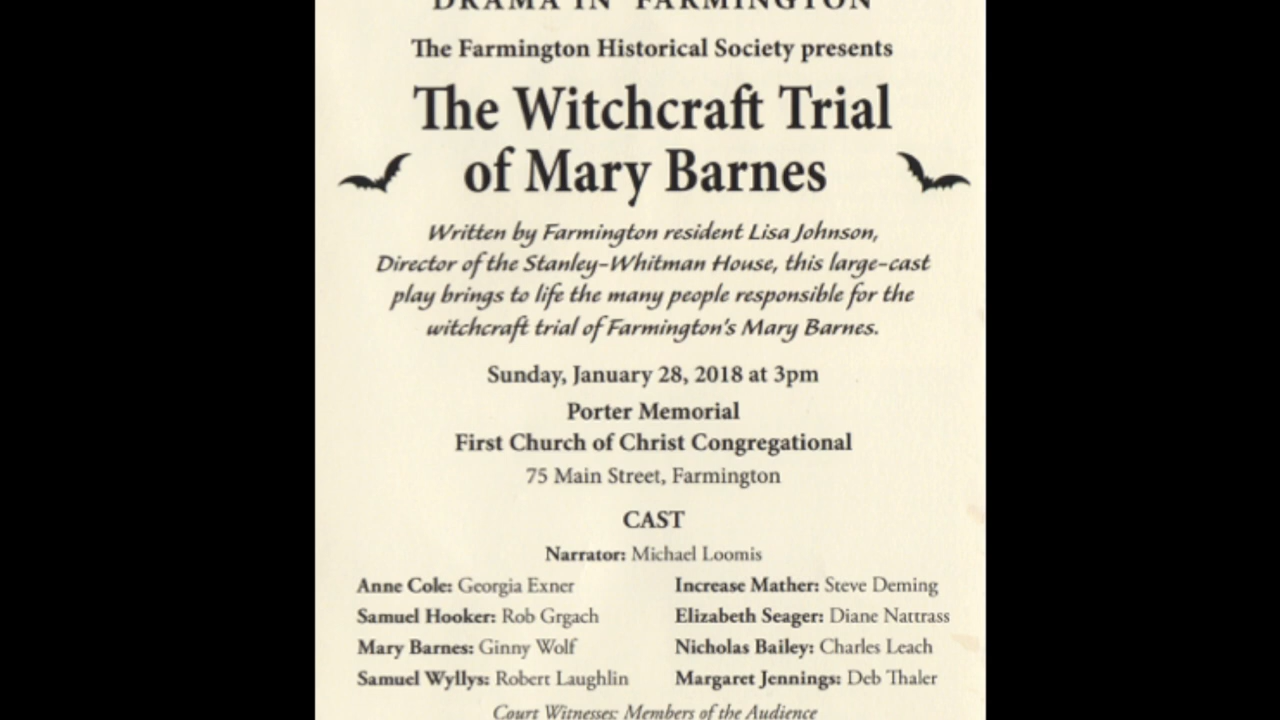 DRAMA IN FARMINGTON
The Farmington Historical Society presents
The Witchcraft Trial
of Mary Barnes
Written by Farmington resident Lisa Johnson,
Director of the Stanley-Whitman House, this large-cast
play brings to life the many people responsible for the
witchcraft trial of Farmington's Mary Barnes.
Sunday, January 28, 2018 at 3pm
Porter Memorial
First Church of Christ Congregational
75 Main Street, Farmington
CAST
Narrator: Michael Loomis
Anne Cole: Georgia Exner
Samuel Hooker: Rob Grgach
Mary Barnes: Ginny Wolf
Samuel Wyllys: Robert Laughlin
Increase Mather: Steve Deming
Elizabeth Seager: Diane Nattrass
Nicholas Bailey: Charles Leach
Margaret Jennings: Deb Thaler
Court Witnesses: Members of the Audience